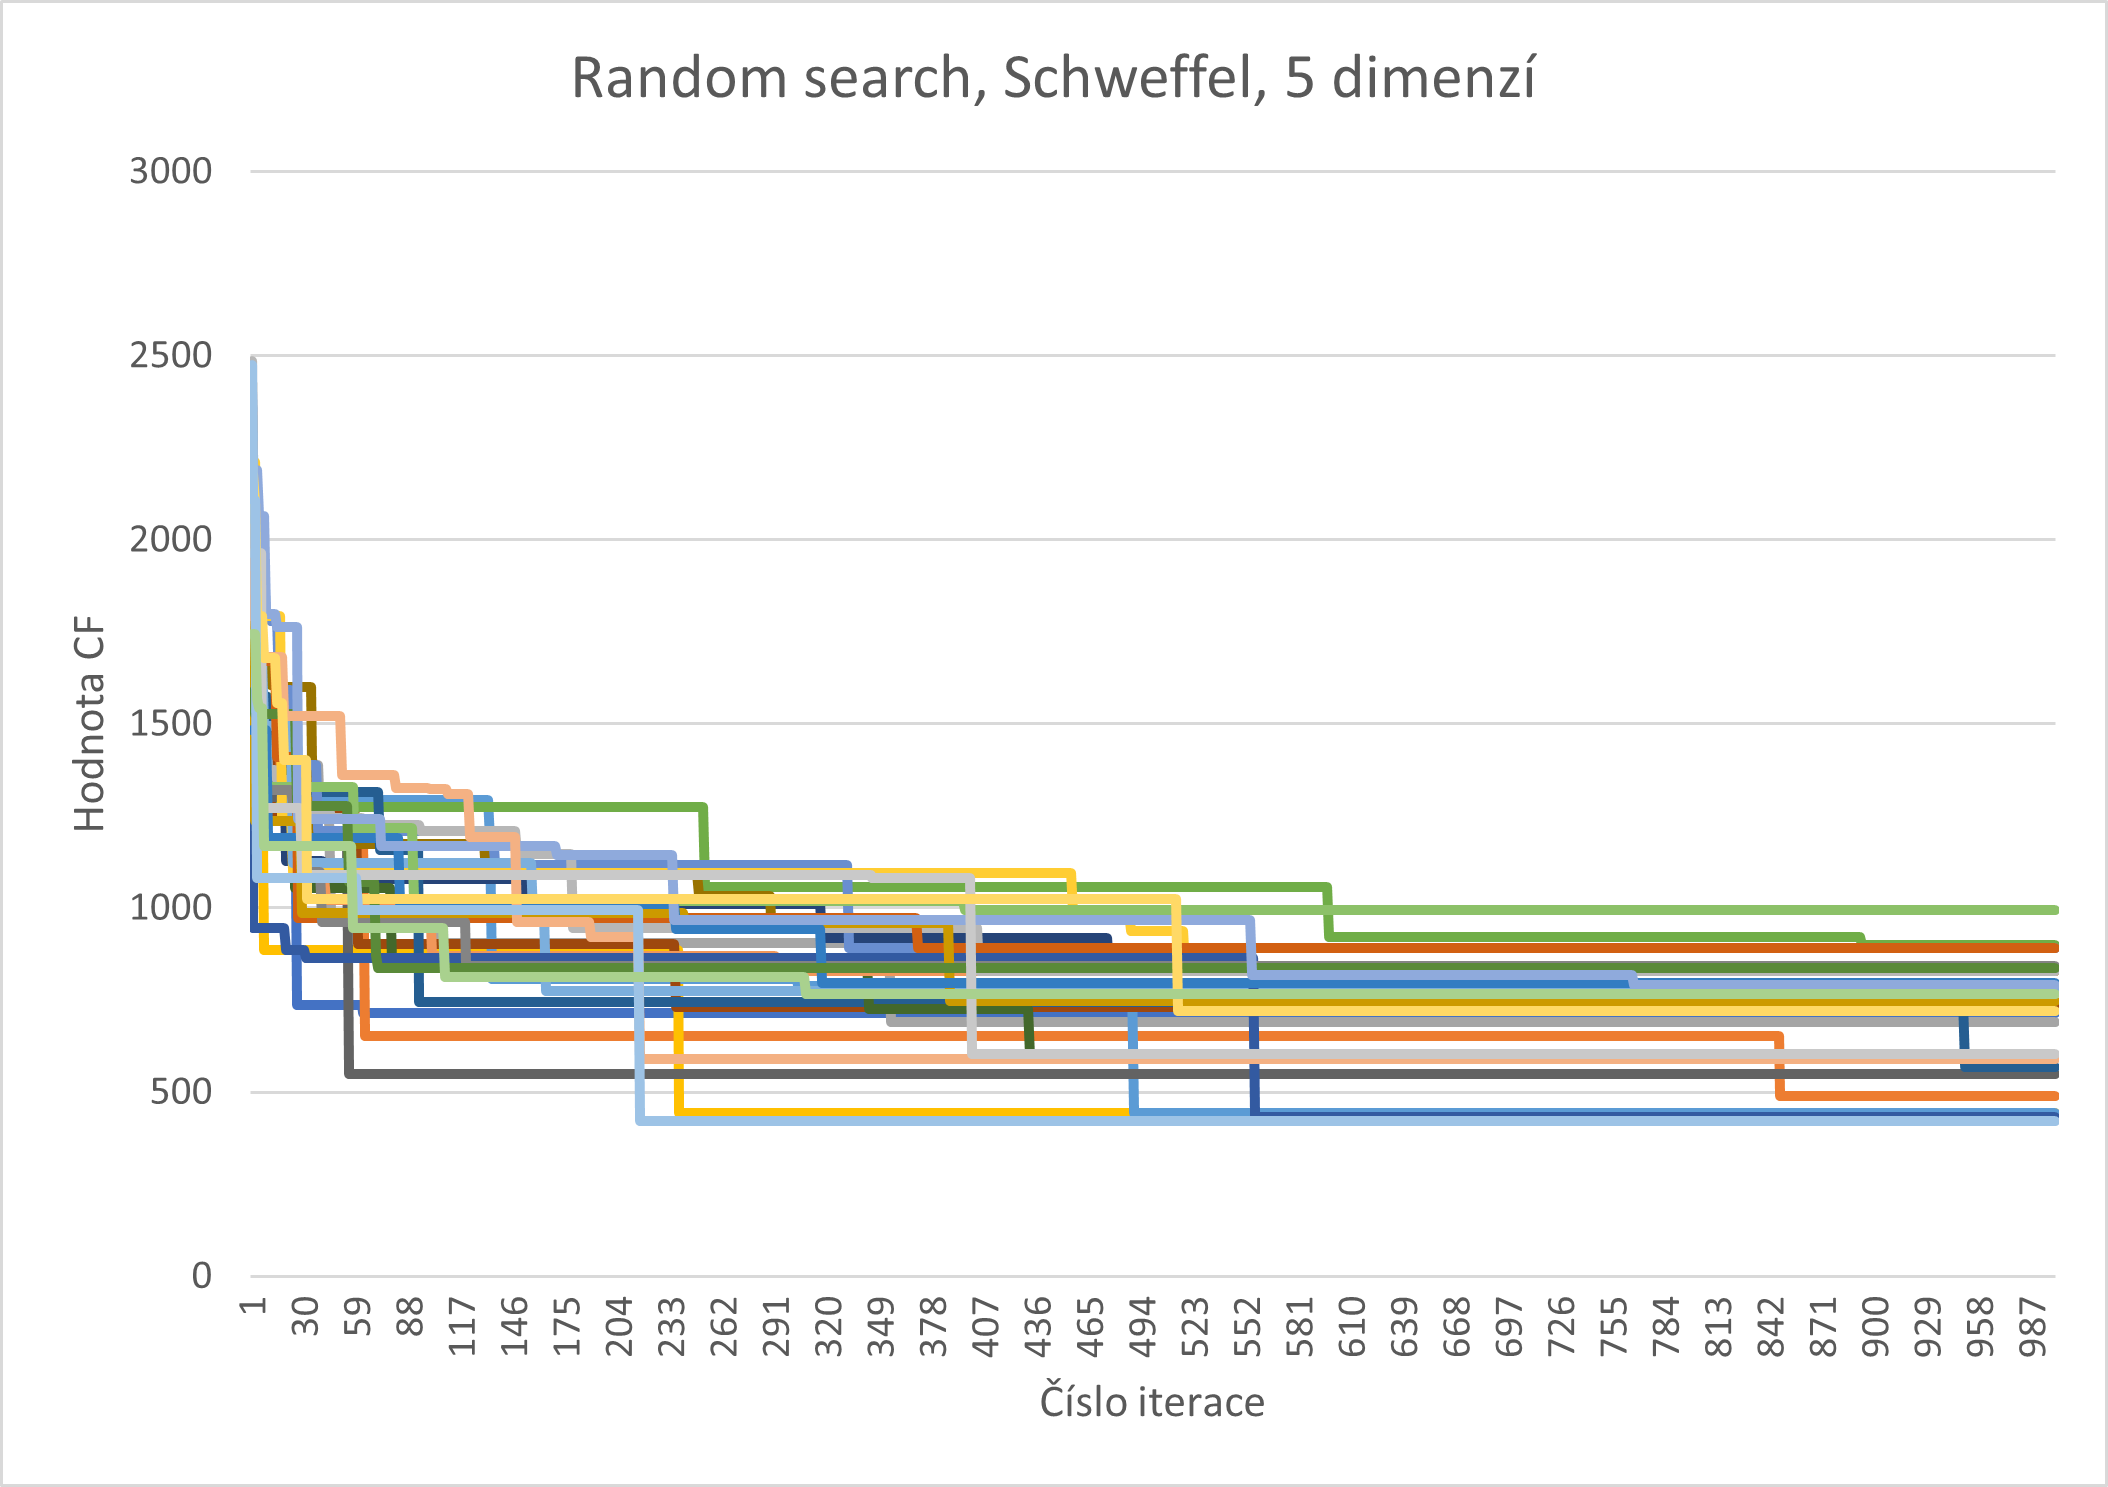 Random search, Schweffel, 5 dimenzí
3000
2500
2000
1500
1000
500
0
Hodnota CF
1 30 59 88 117 146 175 204 233 262 291 320 349 378 407 436 465 494 523 552 581 610 639 668 697 726 755 784 813 842 871 900 929 958 987
Číslo iterace